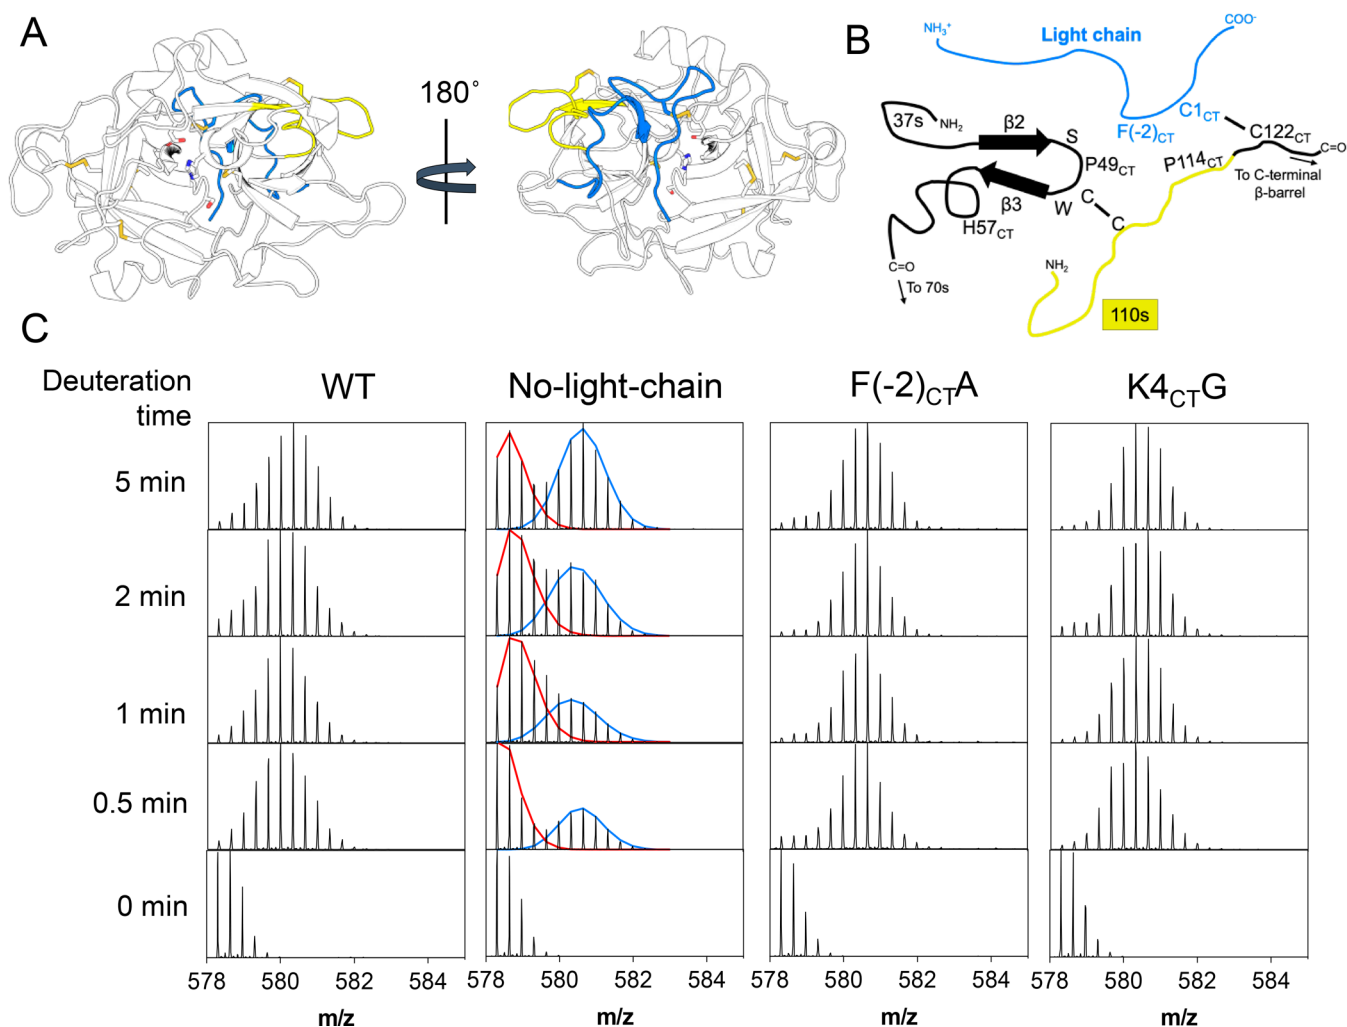 A
180°
B
NH₃⁺
Light chain
COO⁻
37s
NH₂
β2
S
F(-2)CT
C1CT
C122CT
C=O
P49CT
P114CT
To C-terminal
β-barrel
β3
W
C
C
H57CT
C=O
To 70s
NH₂
110s
C
Deuteration
time
WT
No-light-chain
F(-2)CTA
K4CTG
5 min
2 min
1 min
0.5 min
0 min
578 580 582 584
578 580 582 584
578 580 582 584
578 580 582 584
m/z
m/z
m/z
m/z